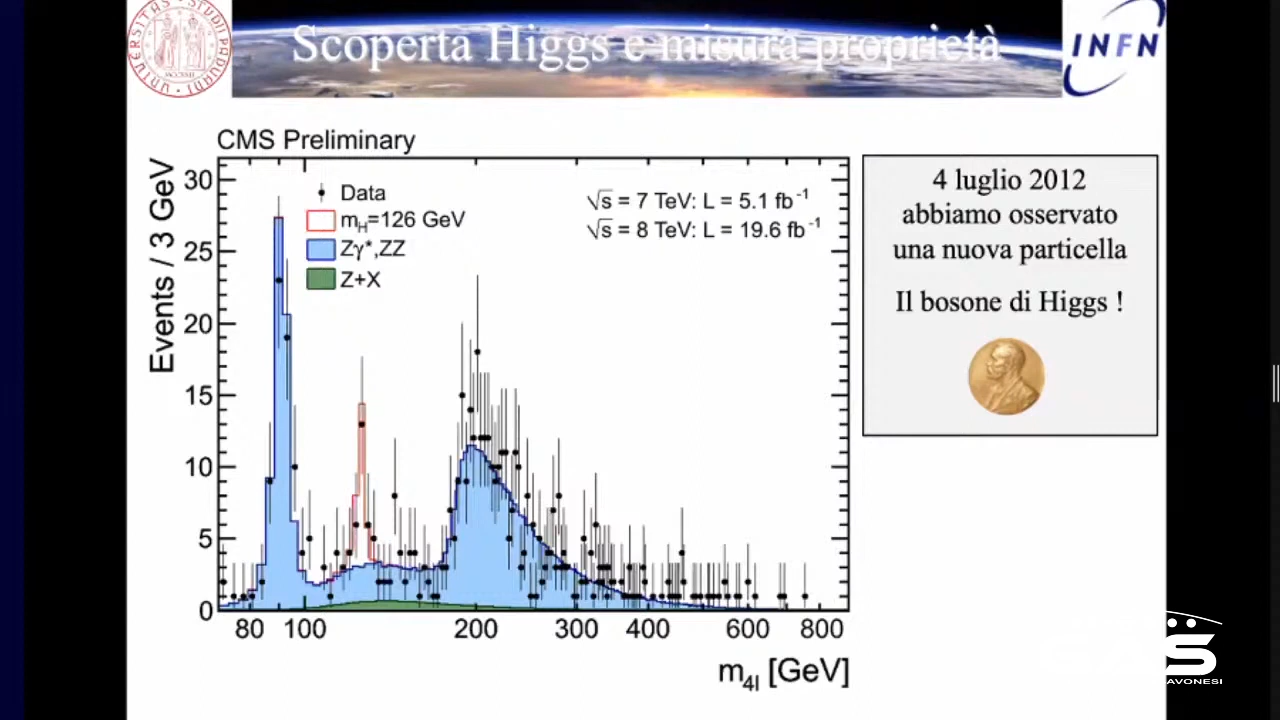 Scoperta Higgs e misura proprietà
INFN
CMS Preliminary
Events / 3 GeV
30
25
20
15
10
5
0
Data
mH=126 GeV
Zγ*,ZZ
Z+X
√s = 7 TeV: L = 5.1 fb-1
√s = 8 TeV: L = 19.6 fb-1
80 100 200 300 400 600 800
m4l [GeV]
4 luglio 2012
abbiamo osservato
una nuova particella
Il bosone di Higgs !